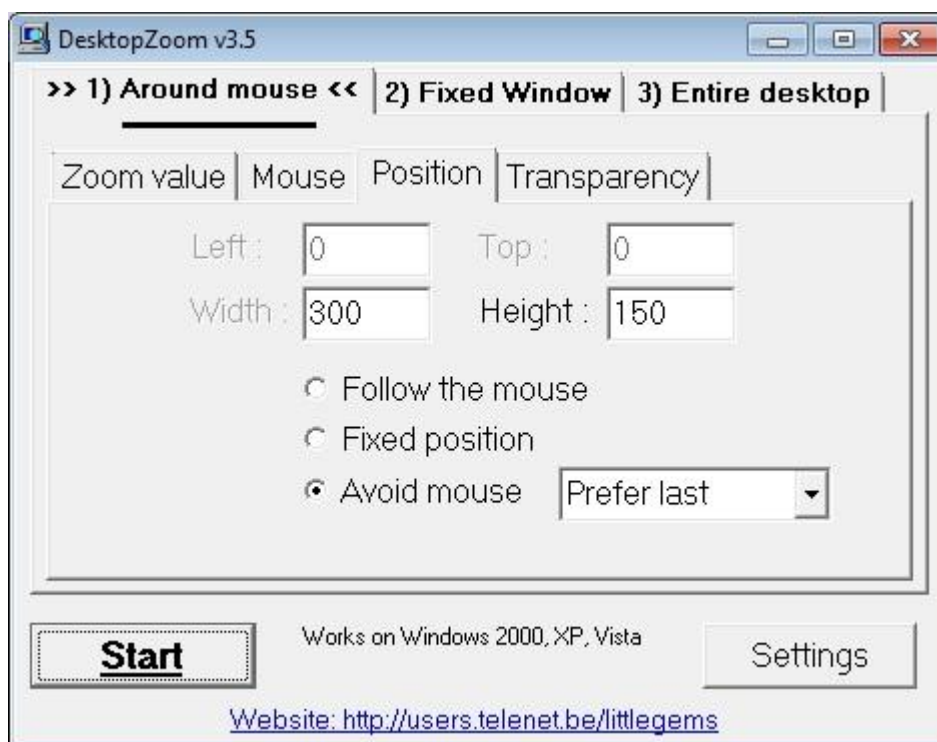 DesktopZoom v3.5
>> 1) Around mouse << 2) Fixed Window 3) Entire desktop
Zoom value Mouse Position Transparency
Left : 0 Top : 0
Width : 300 Height : 150
Follow the mouse
Fixed position
Avoid mouse Prefer last
Start Works on Windows 2000, XP, Vista Settings
Website: http://users.telenet.be/littlegems